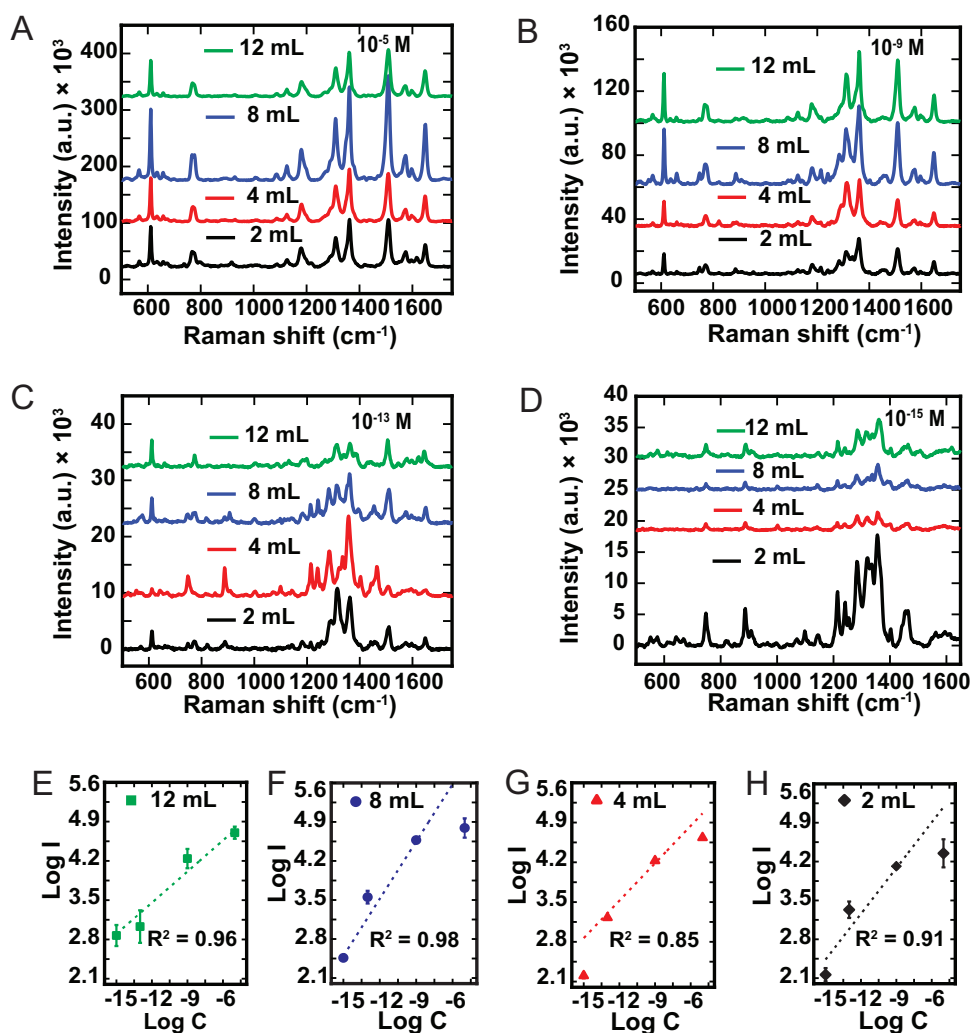 A
12 mL
10⁻⁵ M
8 mL
4 mL
2 mL
400
300
200
100
0
Intensity (a.u.) × 10³
600 800 1000 1200 1400 1600
Raman shift (cm⁻¹)
B
10⁻⁹ M
12 mL
8 mL
4 mL
2 mL
150
120
90
60
30
0
Intensity (a.u.) × 10³
600 800 1000 1200 1400 1600
Raman shift (cm⁻¹)
C
10⁻¹³ M
12 mL
8 mL
4 mL
2 mL
40
30
20
10
0
Intensity (a.u.) × 10³
600 800 1000 1200 1400 1600
Raman shift (cm⁻¹)
D
10⁻¹⁵ M
12 mL
8 mL
4 mL
2 mL
40
35
30
25
20
15
10
5
0
Intensity (a.u.) × 10³
600 800 1000 1200 1400 1600
Raman shift (cm⁻¹)
E
12 mL
5.6
4.9
4.2
3.5
2.8
2.1
Log I
R² = 0.96
-15 -12 -9 -6
Log C
F
8 mL
5.6
4.9
4.2
3.5
2.8
2.1
Log I
R² = 0.98
-15 -12 -9 -6
Log C
G
4 mL
5.6
4.9
4.2
3.5
2.8
2.1
Log I
R² = 0.85
-15 -12 -9 -6
Log C
H
2 mL
5.6
4.9
4.2
3.5
2.8
2.1
Log I
R² = 0.91
-15 -12 -9 -6
Log C